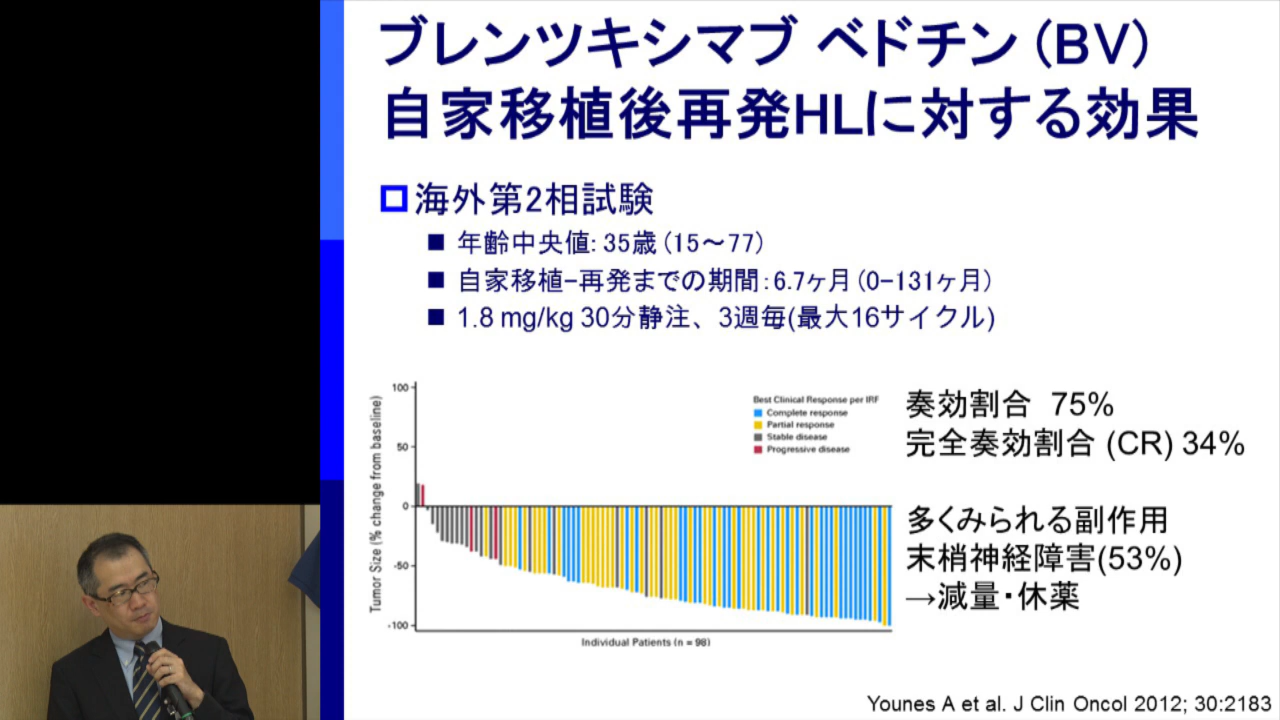 ブレンツキシマブ ベドチン (BV)
自家移植後再発HLに対する効果
海外第2相試験
年齢中央値: 35歳 (15～77)
自家移植−再発までの期間：6.7ヶ月 (0−131ヶ月)
1.8 mg/kg 30分静注、3週毎(最大16サイクル)
100
50
0
-50
-100
Tumor Size (% change from baseline)
Best Clinical Response per IRF
Complete response
Partial response
Stable disease
Progressive disease
Individual Patients (n = 98)
奏効割合 75%
完全奏効割合 (CR) 34%
多くみられる副作用
末梢神経障害(53%)
→減量・休薬
Younes A et al. J Clin Oncol 2012; 30:2183